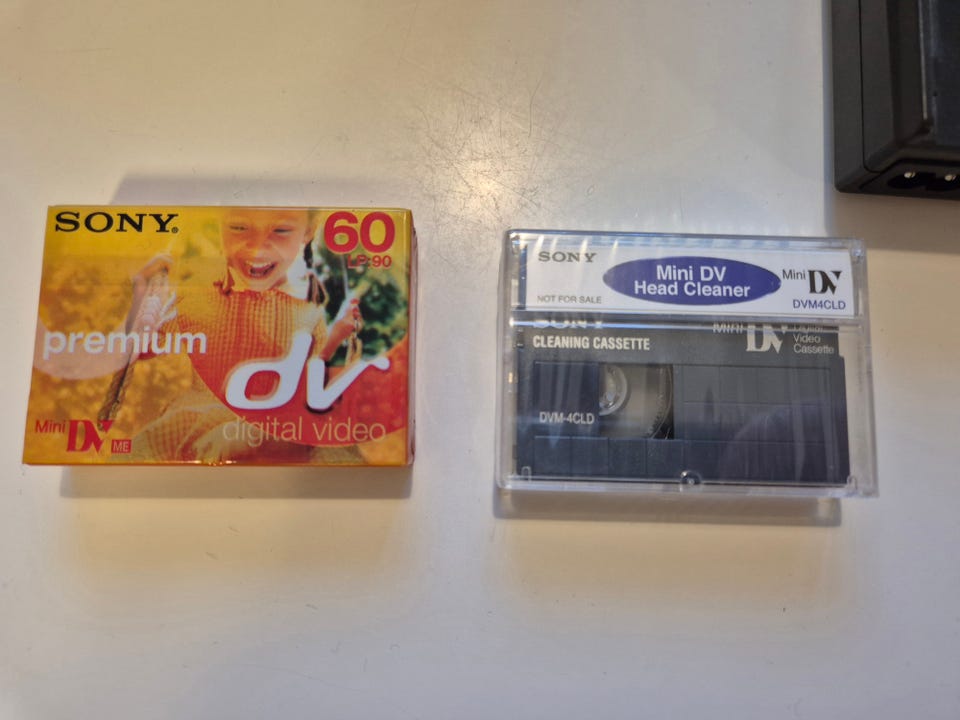 SONY
60
LP:90
premium
dv
digital video
Mini DV ME
SONY
Mini DV
Head Cleaner
Mini DV
NOT FOR SALE
DVM4CLD
SONY
Mini DV Digital
Video
Cassette
CLEANING CASSETTE
DVM-4CLD